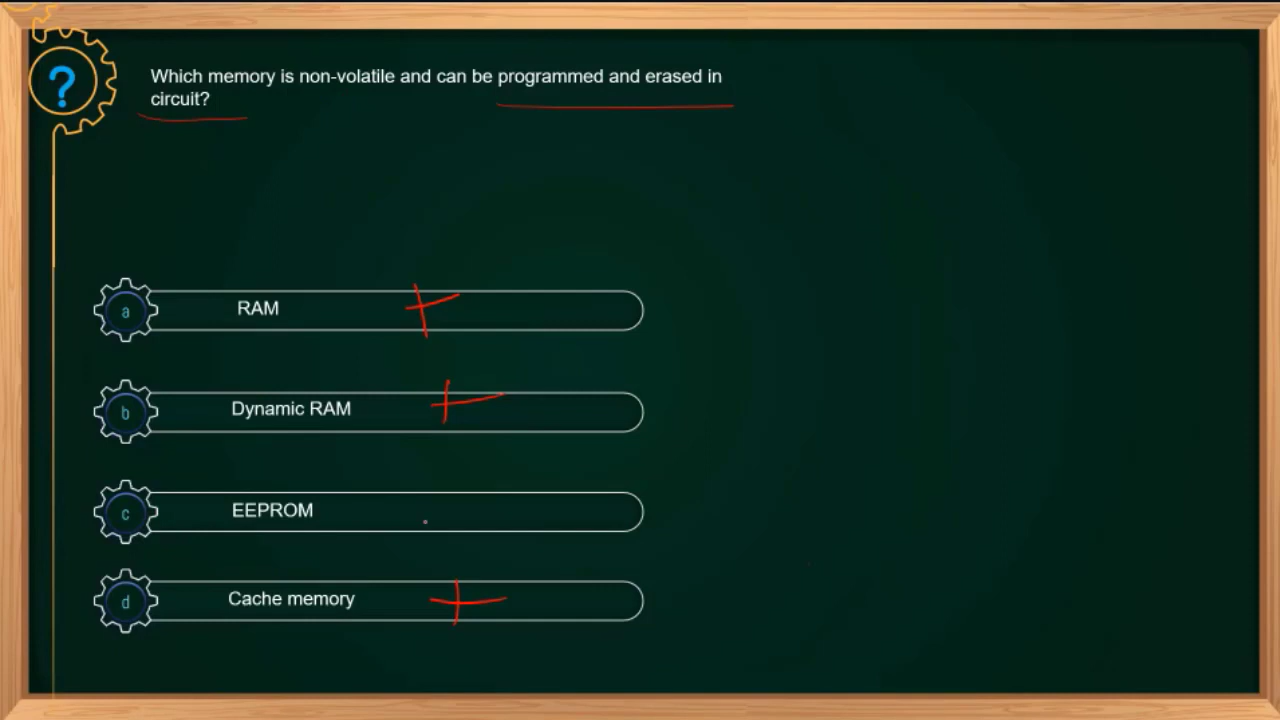 ?
Which memory is non-volatile and can be programmed and erased in
circuit?
a RAM
b Dynamic RAM
c EEPROM
d Cache memory